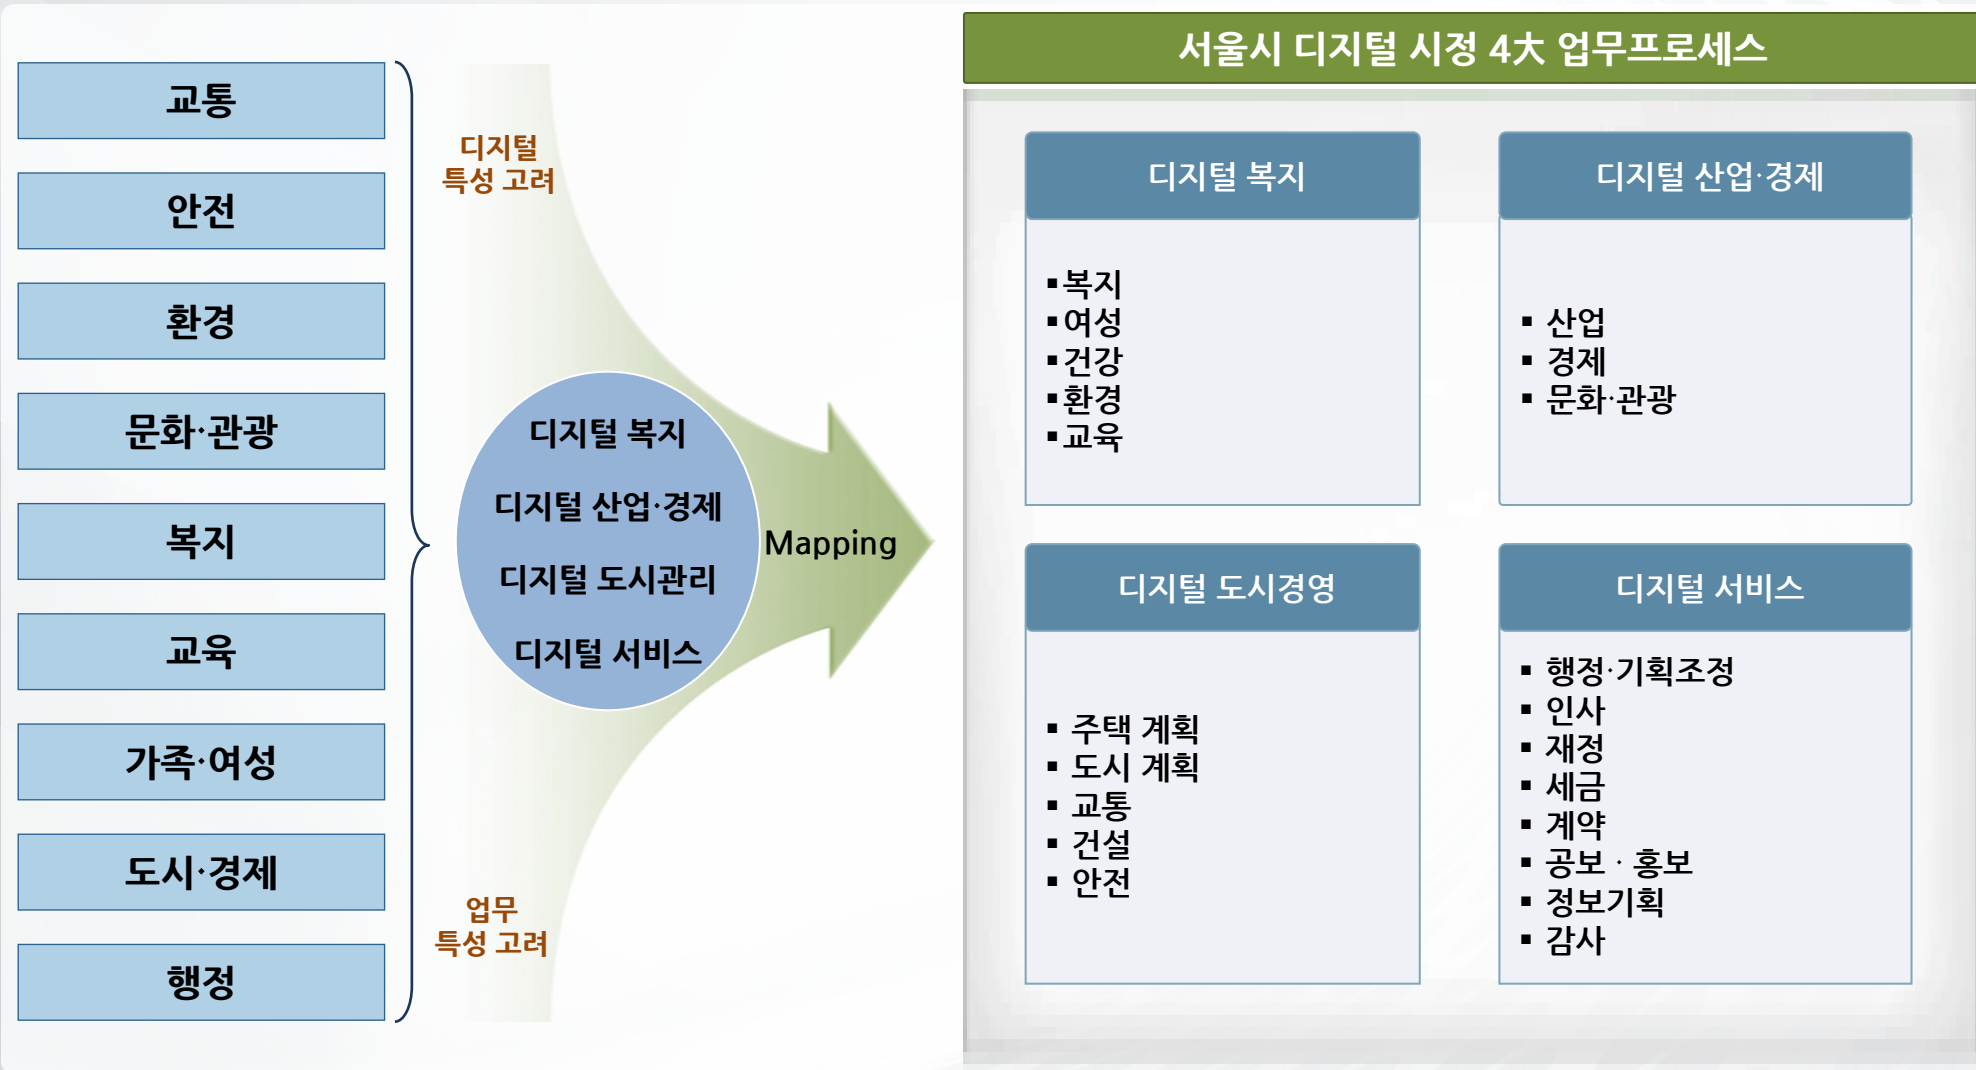 서울시 디지털 시정 4大 업무프로세스
교통
안전
환경
문화·관광
복지
교육
가족·여성
도시·경제
행정
디지털
특성 고려
디지털 복지
디지털 산업·경제
디지털 도시관리
디지털 서비스
Mapping
업무
특성 고려
디지털 복지
▪복지
▪여성
▪건강
▪환경
▪교육
디지털 산업·경제
▪ 산업
▪ 경제
▪ 문화·관광
디지털 도시경영
▪ 주택 계획
▪ 도시 계획
▪ 교통
▪ 건설
▪ 안전
디지털 서비스
▪ 행정·기획조정
▪ 인사
▪ 재정
▪ 세금
▪ 계약
▪ 공보 · 홍보
▪ 정보기획
▪ 감사